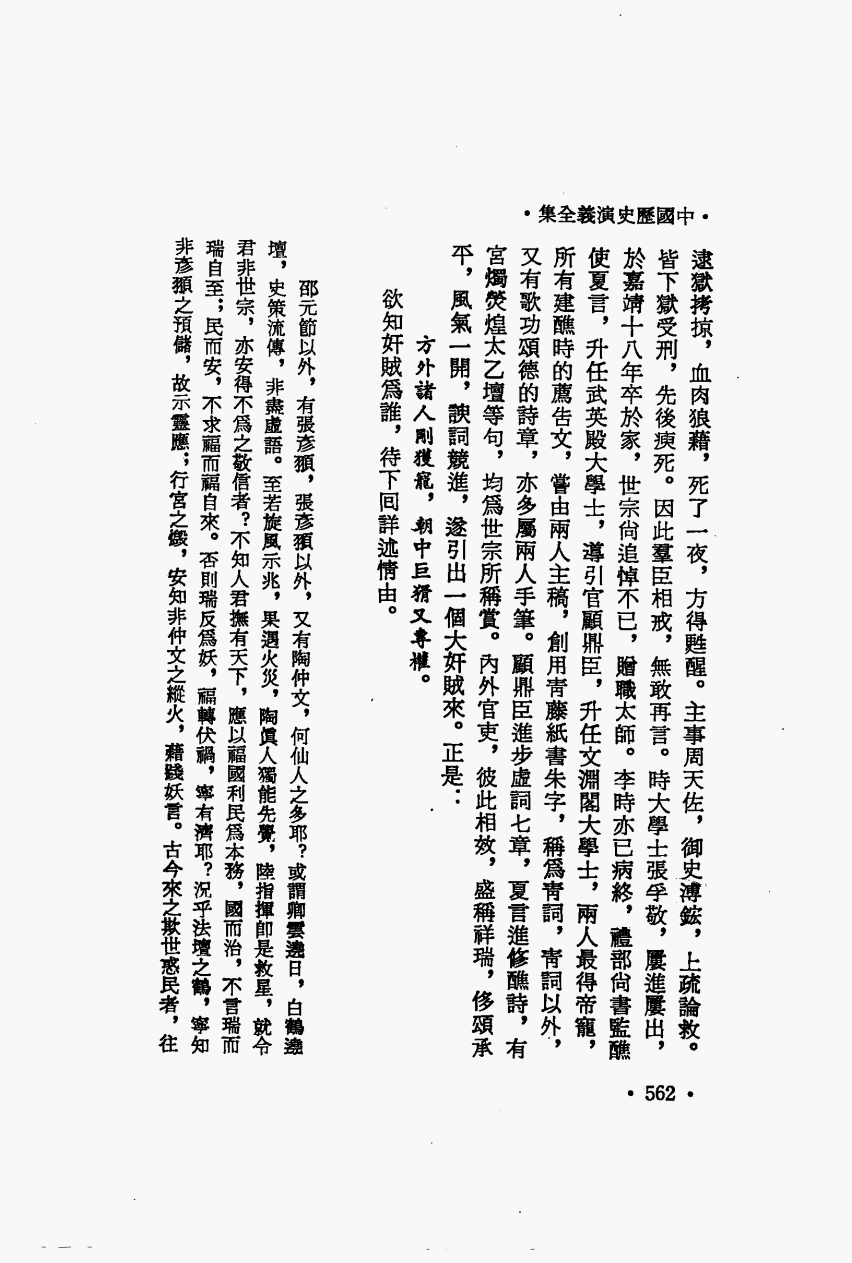 •中國歷史演義全集•
逮獄拷掠，血肉狼藉，死了一夜，方得甦醒。主事周天佐，御史溥鋐，上疏論救。
皆下獄受刑，先後瘐死。因此羣臣相戒，無敢再言。時大學士張孚敬，屢進屢出，
於嘉靖十八年卒於家，世宗尙追悼不已，贈職太師。李時亦已病終，禮部尙書監醮
使夏言，升任武英殿大學士，導引官顧鼎臣，升任文淵閣大學士，兩人最得帝寵，
所有建醮時的薦告文，嘗由兩人主稿，創用靑藤紙書朱字，稱爲靑詞，靑詞以外，
又有歌功頌德的詩章，亦多屬兩人手筆。顧鼎臣進步虛詞七章，夏言進修醮詩，有
宮燭熒煌太乙壇等句，均爲世宗所稱賞。內外官吏，彼此相效，盛稱祥瑞，侈頌承
平，風氣一開，諛詞競進，遂引出一個大奸賊來。正是：
方外諸人剛獲寵，朝中巨猾又專權。
欲知奸賊爲誰，待下囘詳述情由。
邵元節以外，有張彥頨，張彥頨以外，又有陶仲文，何仙人之多耶？或謂卿雲遶日，白鶴遶
壇，史策流傳，非盡虛語。至若旋風示兆，果遇火災，陶眞人獨能先覺，陸指揮卽是救星，就令
君非世宗，亦安得不爲之敬信者？不知人君撫有天下，應以福國利民爲本務，國而治，不言瑞而
瑞自至；民而安，不求福而福自來。否則瑞反爲妖，福轉伏禍，寧有濟耶？況乎法壇之鶴，寧知
非彥頨之預儲，故示靈應；行宮之燬，安知非仲文之縱火，藉踐妖言。古今來之欺世惑民者，往
•562•